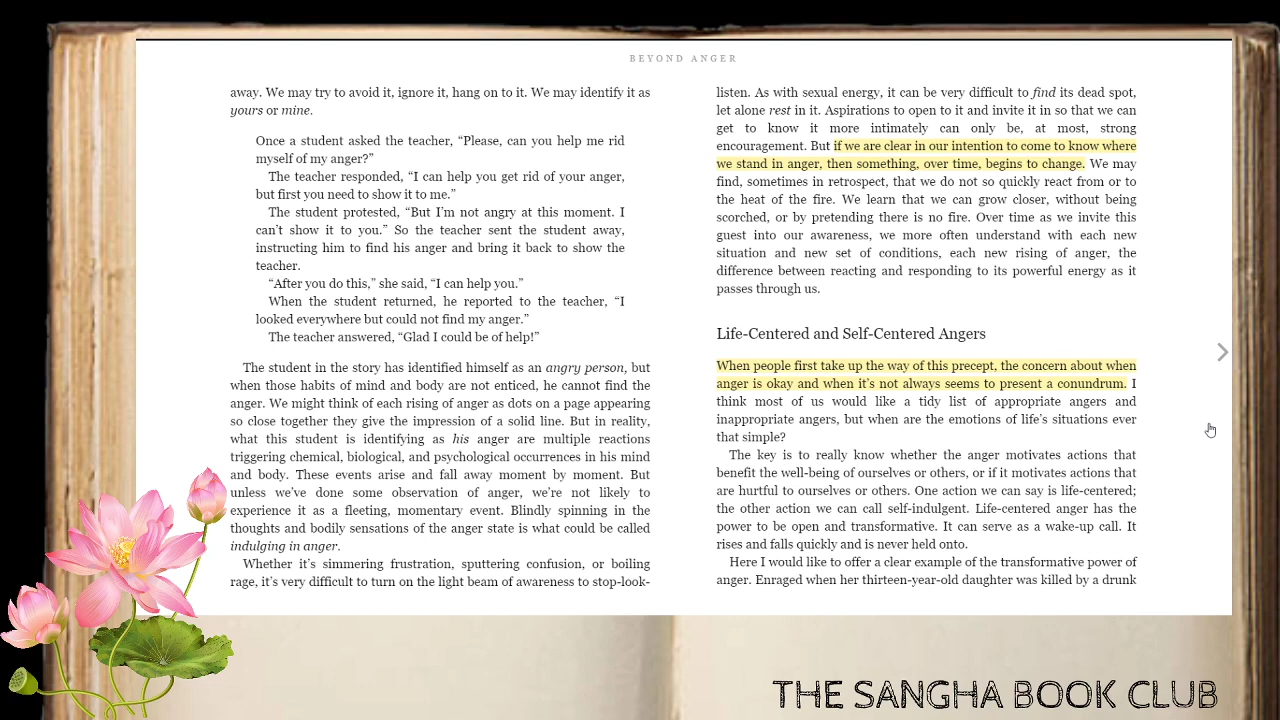 BEYOND ANGER
away. We may try to avoid it, ignore it, hang on to it. We may identify it as
yours or mine.
Once a student asked the teacher, “Please, can you help me rid
myself of my anger?”
The teacher responded, “I can help you get rid of your anger,
but first you need to show it to me.”
The student protested, “But I’m not angry at this moment. I
can’t show it to you.” So the teacher sent the student away,
instructing him to find his anger and bring it back to show the
teacher.
“After you do this,” she said, “I can help you.”
When the student returned, he reported to the teacher, “I
looked everywhere but could not find my anger.”
The teacher answered, “Glad I could be of help!”
The student in the story has identified himself as an angry person, but
when those habits of mind and body are not enticed, he cannot find the
anger. We might think of each rising of anger as dots on a page appearing
so close together they give the impression of a solid line. But in reality,
what this student is identifying as his anger are multiple reactions
triggering chemical, biological, and psychological occurrences in his mind
and body. These events arise and fall away moment by moment. But
unless we’ve done some observation of anger, we’re not likely to
experience it as a fleeting, momentary event. Blindly spinning in the
thoughts and bodily sensations of the anger state is what could be called
indulging in anger.
Whether it’s simmering frustration, sputtering confusion, or boiling
rage, it’s very difficult to turn on the light beam of awareness to stop-look-
listen. As with sexual energy, it can be very difficult to find its dead spot,
let alone rest in it. Aspirations to open to it and invite it in so that we can
get to know it more intimately can only be, at most, strong
encouragement. But if we are clear in our intention to come to know where
we stand in anger, then something, over time, begins to change. We may
find, sometimes in retrospect, that we do not so quickly react from or to
the heat of the fire. We learn that we can grow closer, without being
scorched, or by pretending there is no fire. Over time as we invite this
guest into our awareness, we more often understand with each new
situation and new set of conditions, each new rising of anger, the
difference between reacting and responding to its powerful energy as it
passes through us.
Life-Centered and Self-Centered Angers
When people first take up the way of this precept, the concern about when
anger is okay and when it’s not always seems to present a conundrum. I
think most of us would like a tidy list of appropriate angers and
inappropriate angers, but when are the emotions of life’s situations ever
that simple?
The key is to really know whether the anger motivates actions that
benefit the well-being of ourselves or others, or if it motivates actions that
are hurtful to ourselves or others. One action we can say is life-centered;
the other action we can call self-indulgent. Life-centered anger has the
power to be open and transformative. It can serve as a wake-up call. It
rises and falls quickly and is never held onto.
Here I would like to offer a clear example of the transformative power of
anger. Enraged when her thirteen-year-old daughter was killed by a drunk
THE SANGHA BOOK CLUB